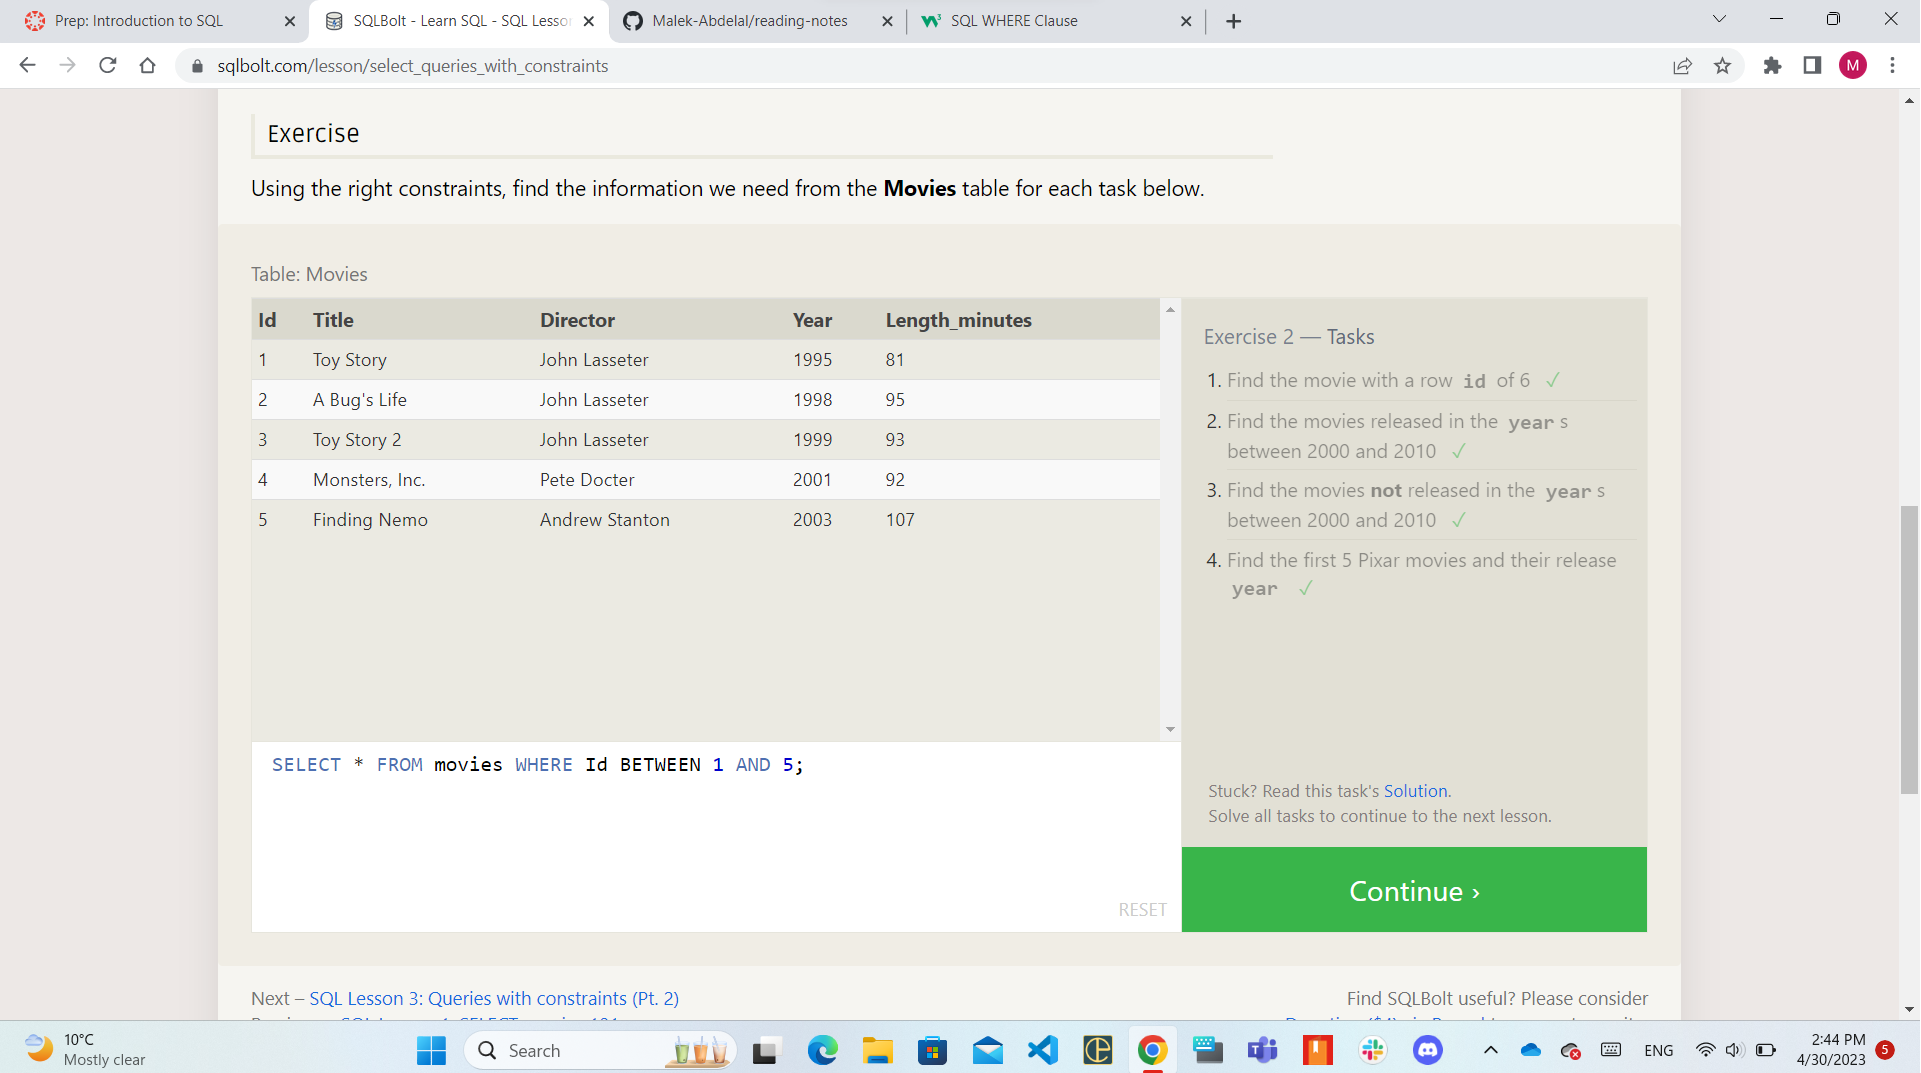 Prep: Introduction to SQL
SQLBolt - Learn SQL - SQL Lesson
Malek-Abdelal/reading-notes
SQL WHERE Clause
sqlbolt.com/lesson/select_queries_with_constraints
M
Exercise
Using the right constraints, find the information we need from the Movies table for each task below.
Table: Movies
Id Title Director Year Length_minutes
1 Toy Story John Lasseter 1995 81
2 A Bug's Life John Lasseter 1998 95
3 Toy Story 2 John Lasseter 1999 93
4 Monsters, Inc. Pete Docter 2001 92
5 Finding Nemo Andrew Stanton 2003 107
SELECT * FROM movies WHERE Id BETWEEN 1 AND 5;
RESET
Exercise 2 — Tasks
1. Find the movie with a row id of 6 ✓
2. Find the movies released in the year s
between 2000 and 2010 ✓
3. Find the movies not released in the year s
between 2000 and 2010 ✓
4. Find the first 5 Pixar movies and their release
year ✓
Stuck? Read this task's Solution.
Solve all tasks to continue to the next lesson.
Continue ›
Next – SQL Lesson 3: Queries with constraints (Pt. 2)
Find SQLBolt useful? Please consider
10°C
Mostly clear
Search
ENG
2:44 PM
4/30/2023
5